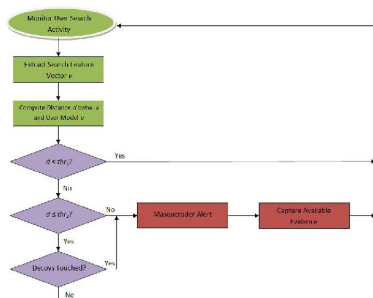 Monitor User Search
Activity
Extract Search Feature
Vector v
Compute Distance d betw. v
and User Model u
d ≤ thr₁?
Yes
No
d ≤ thr₂?
No
Masquerader Alert
Capture Available
Evidence
Yes
Decoys Touched?
Yes
No